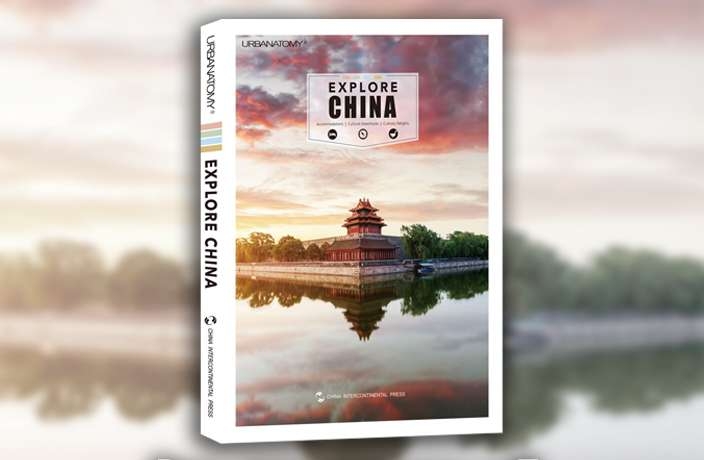 URBANATOMY®
EXPLORE CHINA
CHINA INTERCONTINENTAL PRESS
URBANATOMY®
EXPLORE
CHINA
CHINA INTERCONTINENTAL PRESS